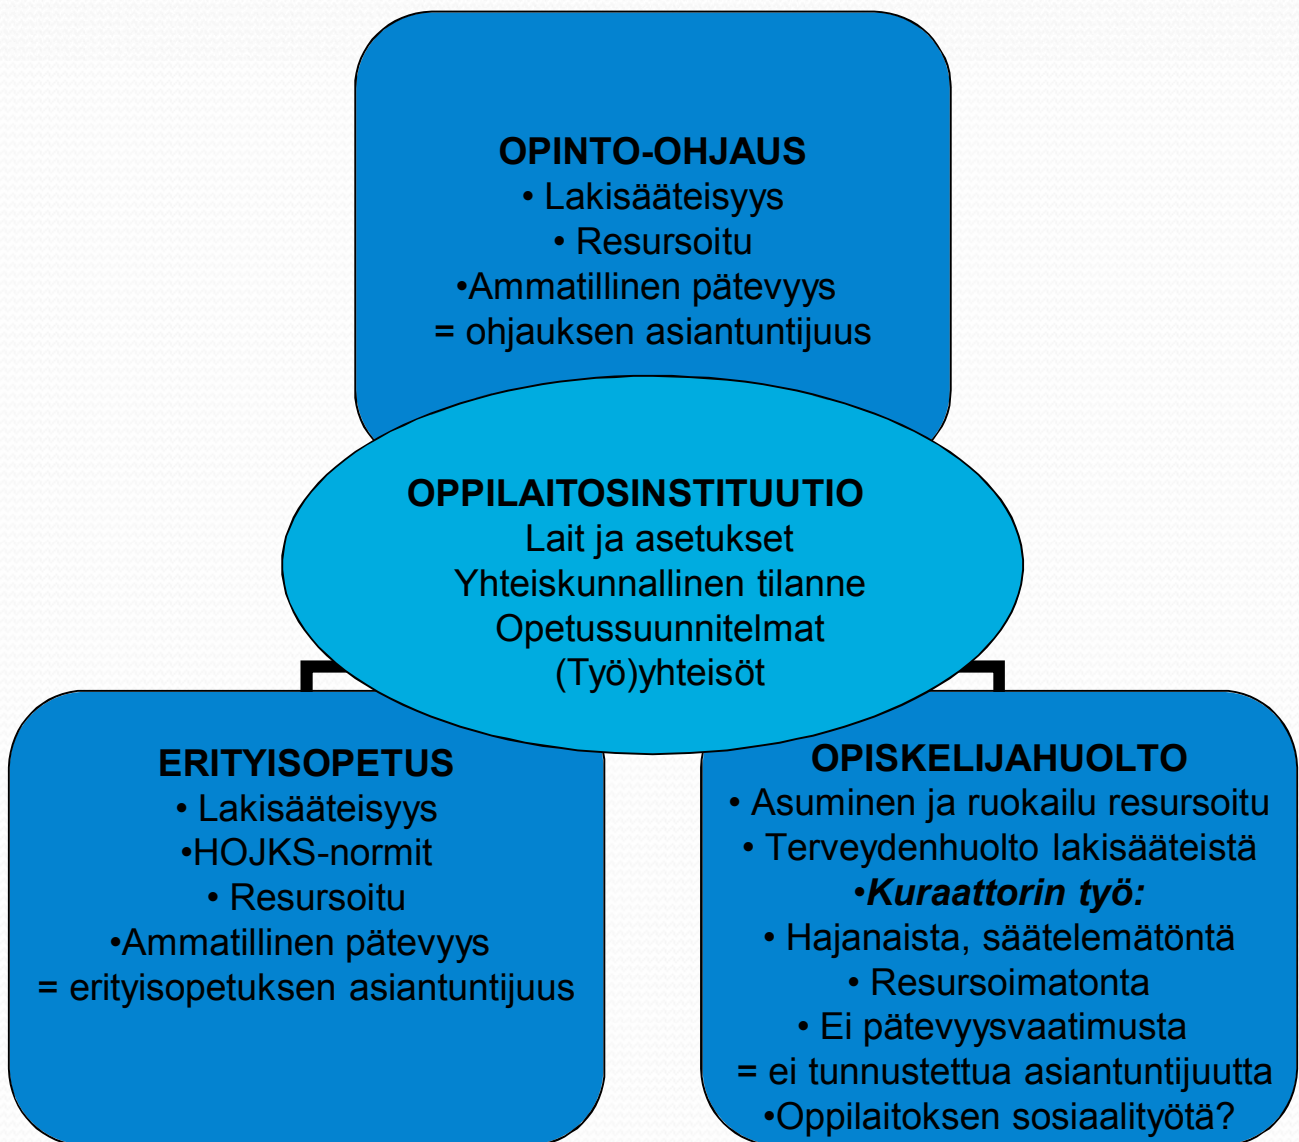 OPINTO-OHJAUS
• Lakisääteisyys
• Resursoitu
•Ammatillinen pätevyys
= ohjauksen asiantuntijuus
OPPILAITOSINSTITUUTIO
Lait ja asetukset
Yhteiskunnallinen tilanne
Opetussuunnitelmat
(Työ)yhteisöt
ERITYISOPETUS
• Lakisääteisyys
•HOJKS-normit
• Resursoitu
•Ammatillinen pätevyys
= erityisopetuksen asiantuntijuus
OPISKELIJAHUOLTO
• Asuminen ja ruokailu resursoitu
• Terveydenhuolto lakisääteistä
•Kuraattorin työ:
• Hajanaista, säätelemätöntä
• Resursoimatonta
• Ei pätevyysvaatimusta
= ei tunnustettua asiantuntijuutta
•Oppilaitoksen sosiaalityötä?